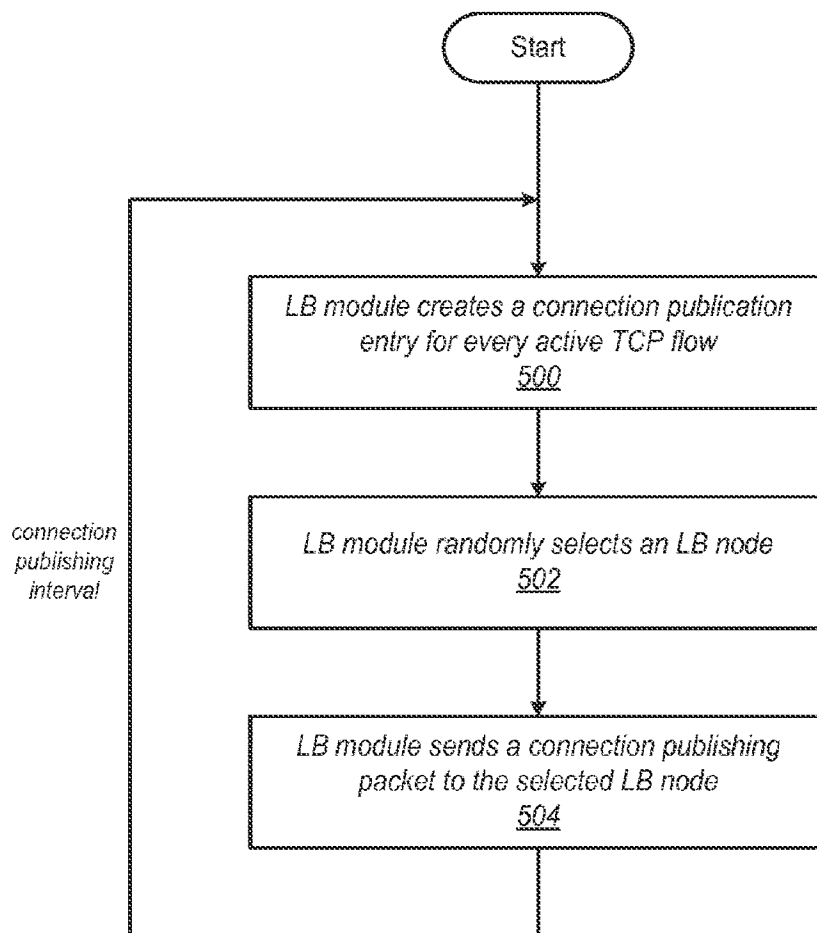 Start
LB module creates a connection publication
entry for every active TCP flow
500
connection
publishing
interval
LB module randomly selects an LB node
502
LB module sends a connection publishing
packet to the selected LB node
504